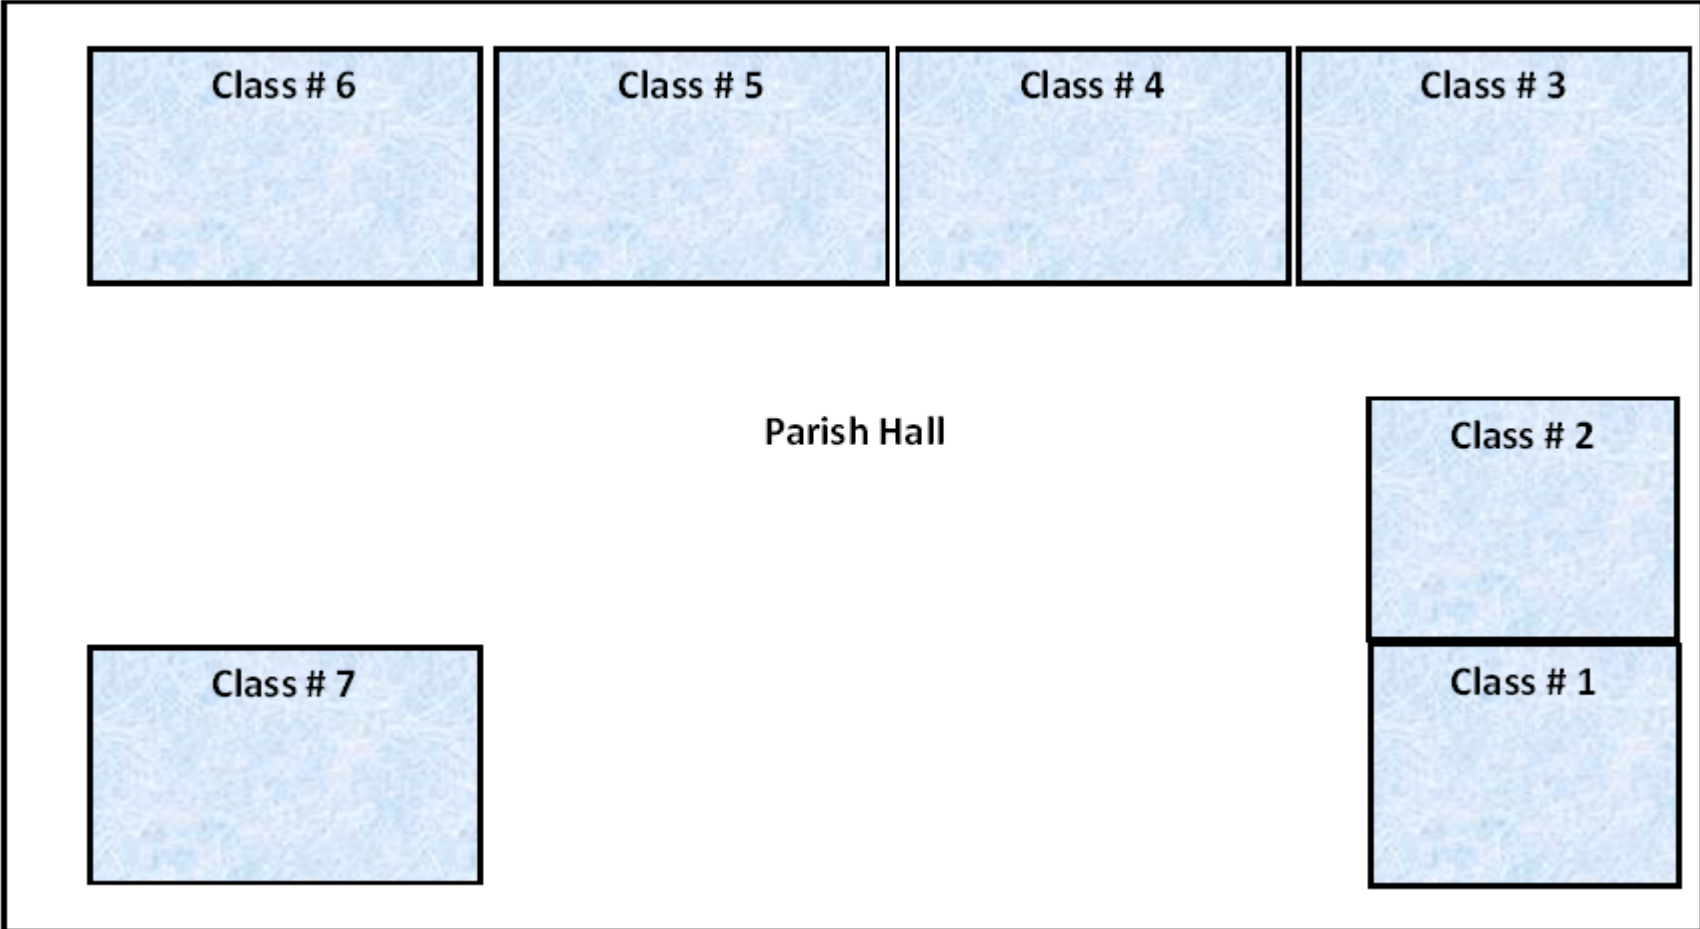 Class # 6
Class # 5
Class # 4
Class # 3
Parish Hall
Class # 2
Class # 7
Class # 1